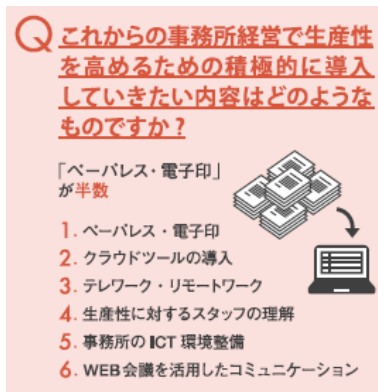 Q これからの事務所経営で生産性
を高めるための積極的に導入
していきたい内容はどのような
ものですか？
「ペーパレス・電子印」
が半数
1. ペーパレス・電子印
2. クラウドツールの導入
3. テレワーク・リモートワーク
4. 生産性に対するスタッフの理解
5. 事務所の ICT 環境整備
6. WEB会議を活用したコミュニケーション